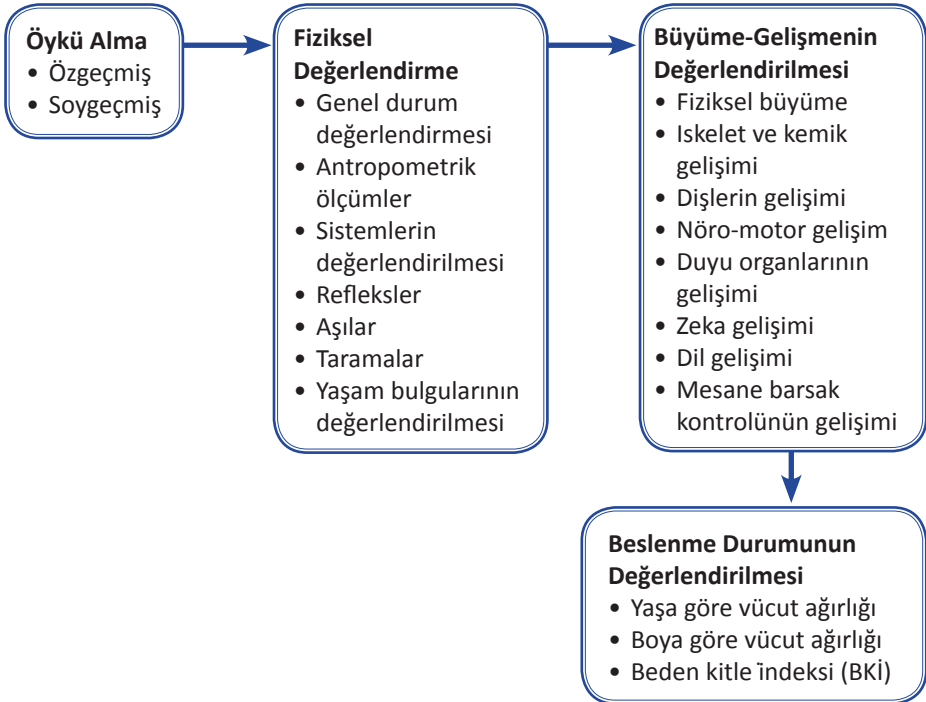 Öykü Alma
• Özgeçmiş
• Soygeçmiş
Fiziksel
Değerlendirme
• Genel durum
değerlendirmesi
• Antropometrik
ölçümler
• Sistemlerin
değerlendirilmesi
• Refleksler
• Aşılar
• Taramalar
• Yaşam bulgularının
değerlendirilmesi
Büyüme-Gelişmenin
Değerlendirilmesi
• Fiziksel büyüme
• Iskelet ve kemik
gelişimi
• Dişlerin gelişimi
• Nöro-motor gelişim
• Duyu organlarının
gelişimi
• Zeka gelişimi
• Dil gelişimi
• Mesane barsak
kontrolünün gelişimi
Beslenme Durumunun
Değerlendirilmesi
• Yaşa göre vücut ağırlığı
• Boya göre vücut ağırlığı
• Beden kitle indeksi (BKİ)